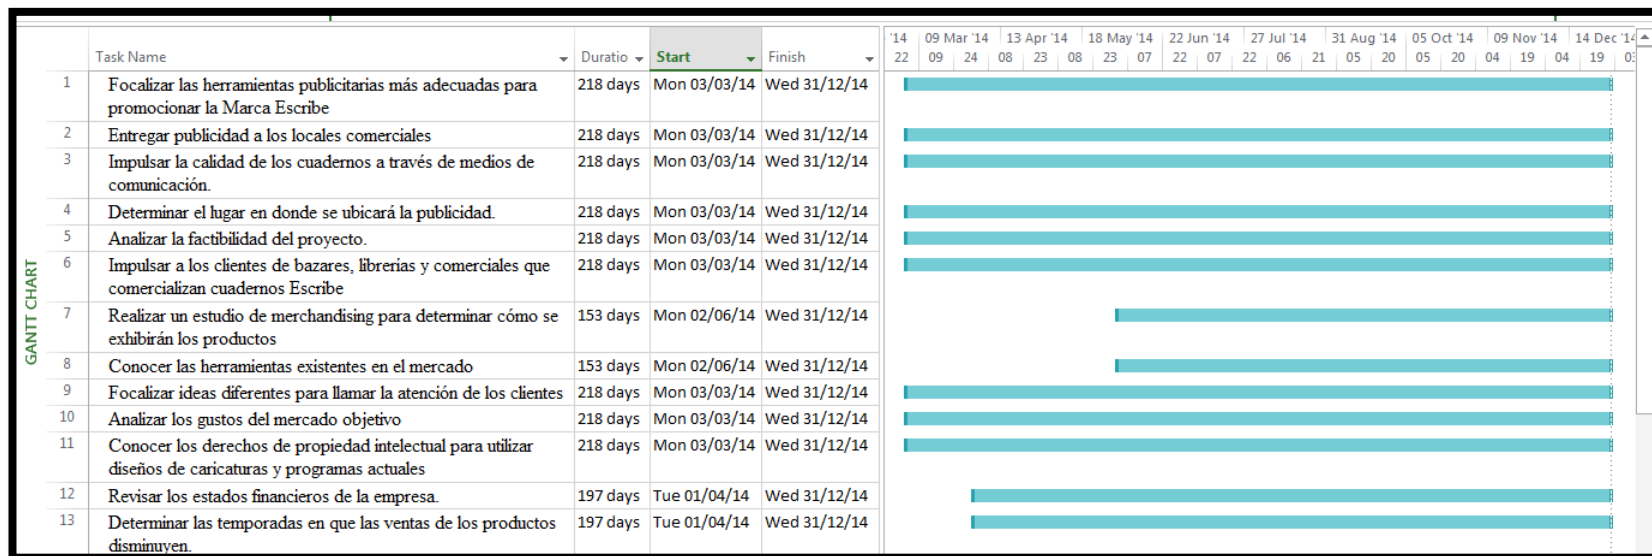 '14 09 Mar '14 13 Apr '14 18 May '14 22 Jun '14 27 Jul '14 31 Aug '14 05 Oct '14 09 Nov '14 14 Dec '14
Task Name Duratio Start Finish 22 09 24 08 23 08 23 07 22 07 22 06 21 05 20 05 20 04 19 04 19
1 Focalizar las herramientas publicitarias más adecuadas para 218 days Mon 03/03/14 Wed 31/12/14
promocionar la Marca Escribe
2 Entregar publicidad a los locales comerciales 218 days Mon 03/03/14 Wed 31/12/14
3 Impulsar la calidad de los cuadernos a través de medios de 218 days Mon 03/03/14 Wed 31/12/14
comunicación.
4 Determinar el lugar en donde se ubicará la publicidad. 218 days Mon 03/03/14 Wed 31/12/14
5 Analizar la factibilidad del proyecto. 218 days Mon 03/03/14 Wed 31/12/14
6 Impulsar a los clientes de bazares, librerias y comerciales que 218 days Mon 03/03/14 Wed 31/12/14
comercializan cuadernos Escribe
7 Realizar un estudio de merchandising para determinar cómo se 153 days Mon 02/06/14 Wed 31/12/14
exhibirán los productos
8 Conocer las herramientas existentes en el mercado 153 days Mon 02/06/14 Wed 31/12/14
9 Focalizar ideas diferentes para llamar la atención de los clientes 218 days Mon 03/03/14 Wed 31/12/14
10 Analizar los gustos del mercado objetivo 218 days Mon 03/03/14 Wed 31/12/14
11 Conocer los derechos de propiedad intelectual para utilizar 218 days Mon 03/03/14 Wed 31/12/14
diseños de caricaturas y programas actuales
12 Revisar los estados financieros de la empresa. 197 days Tue 01/04/14 Wed 31/12/14
13 Determinar las temporadas en que las ventas de los productos 197 days Tue 01/04/14 Wed 31/12/14
disminuyen.
GANTT CHART